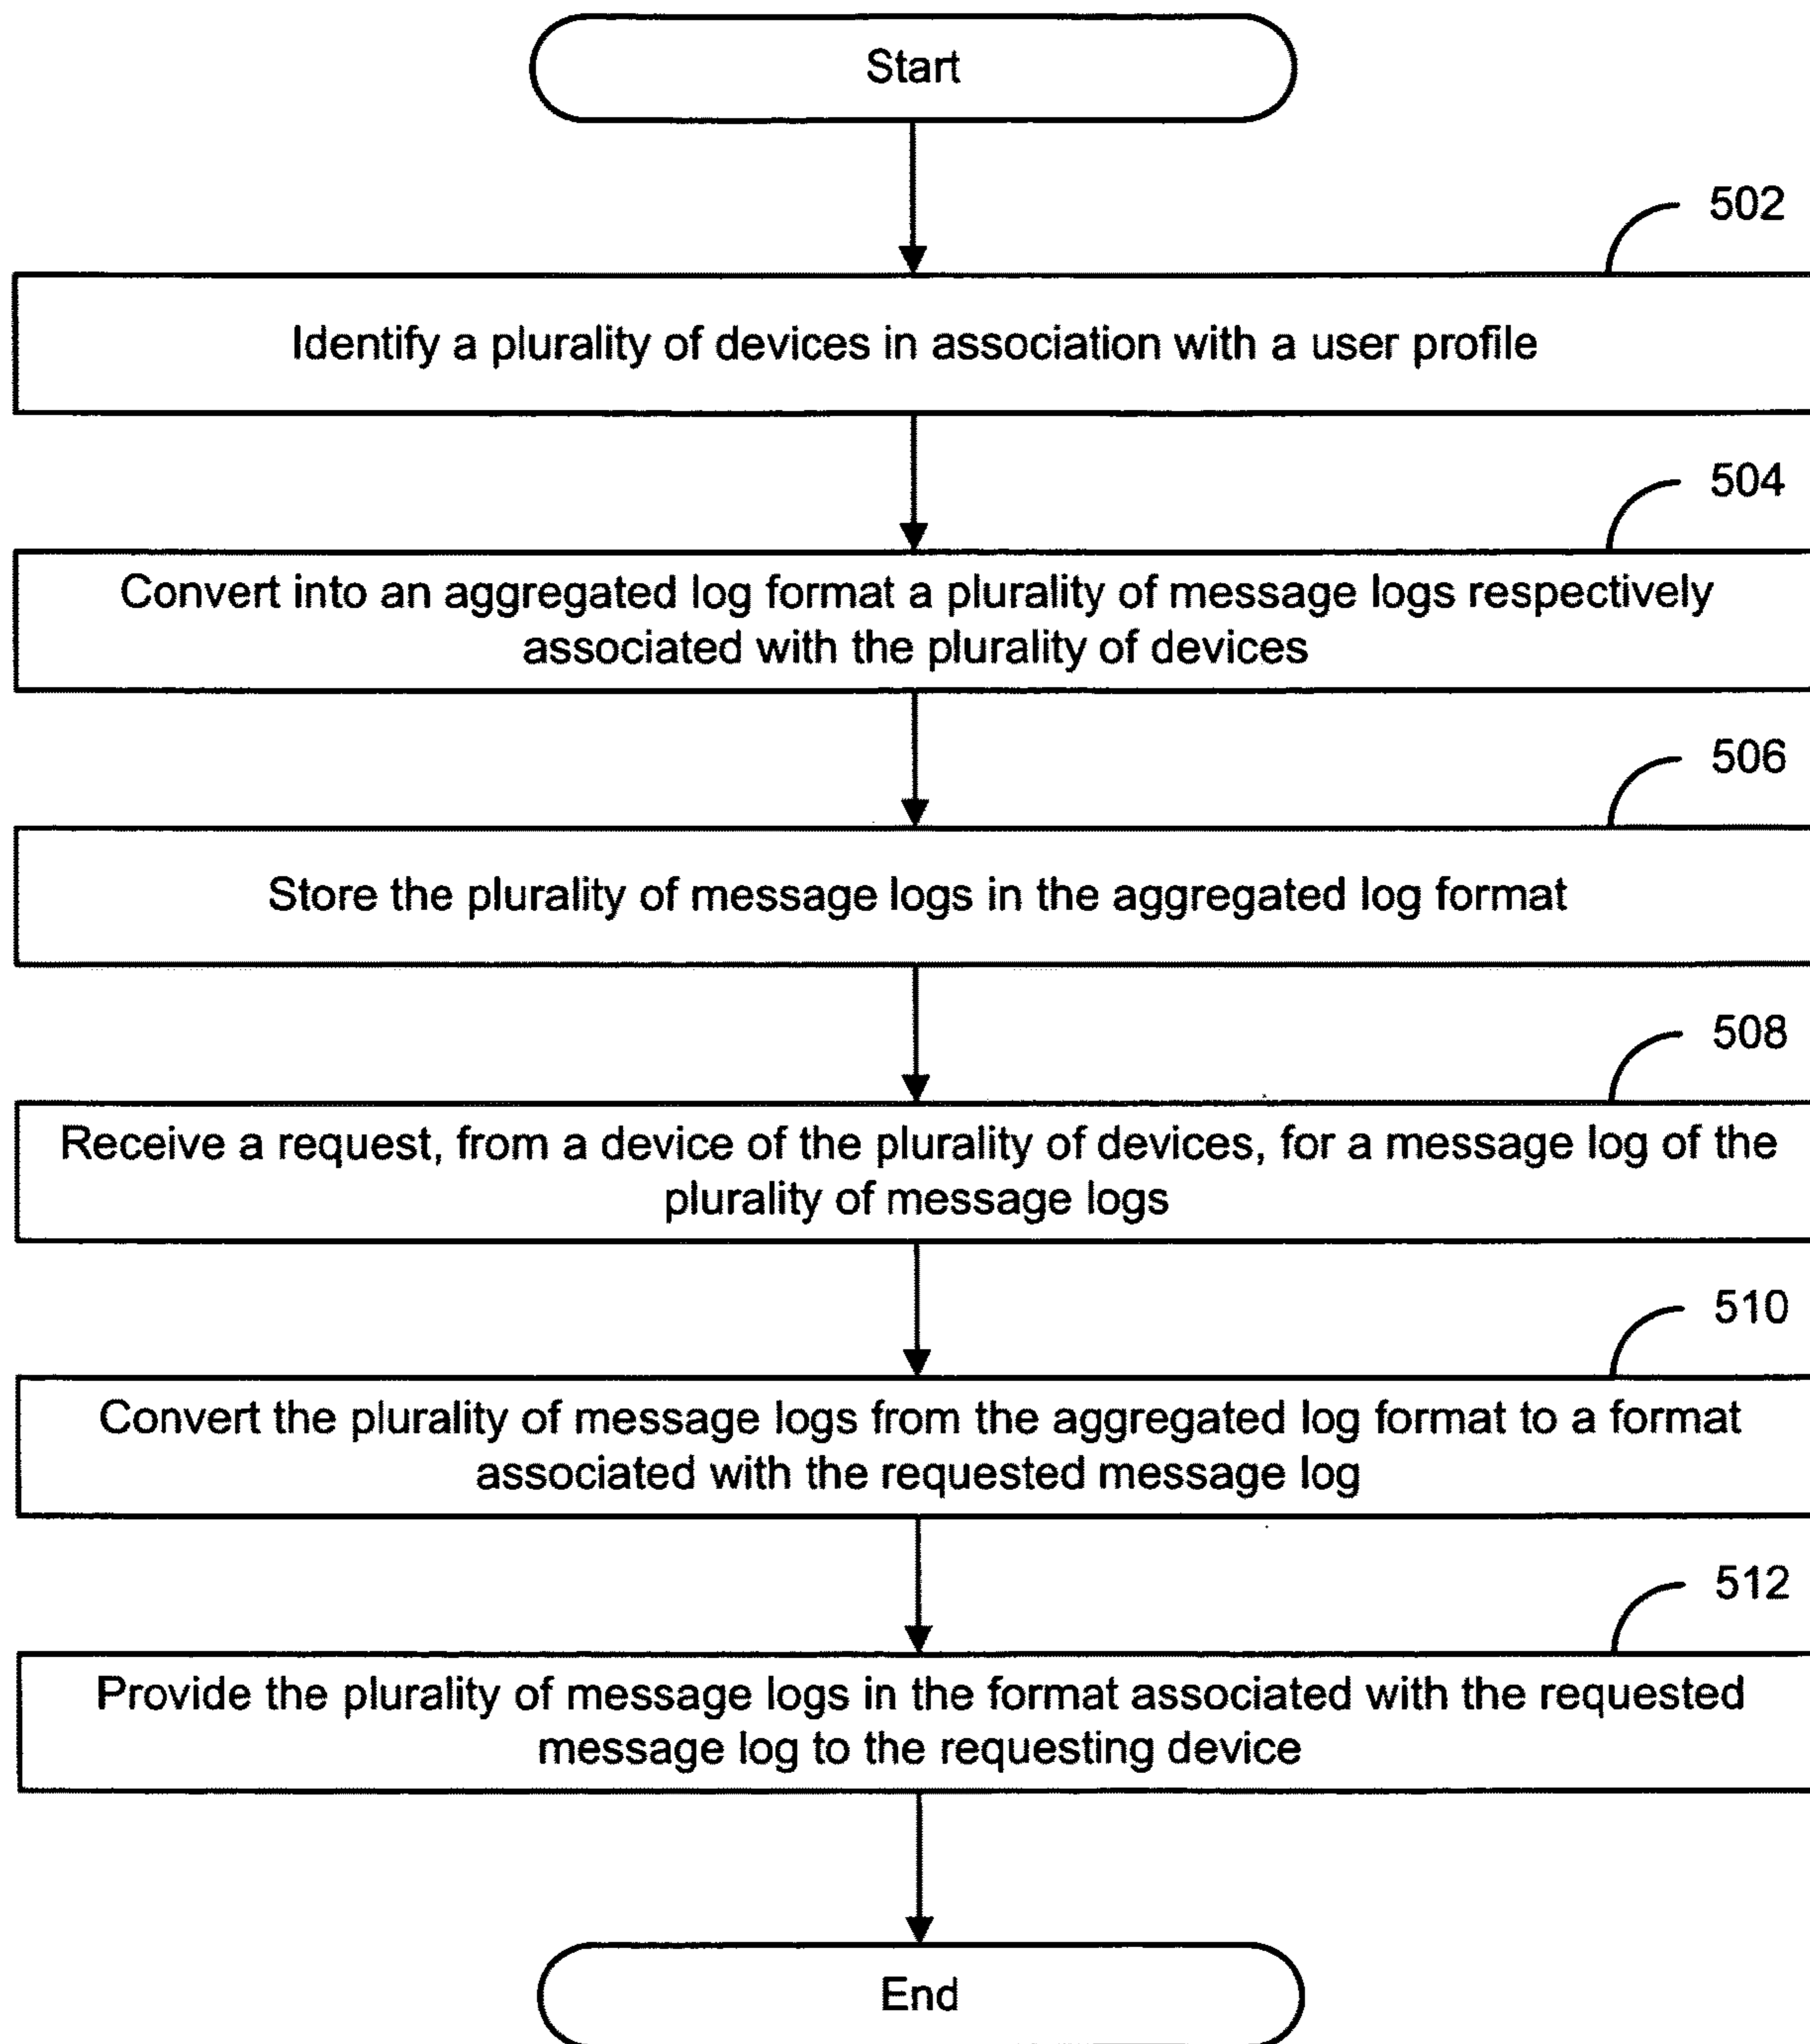 Start
502
Identify a plurality of devices in association with a user profile
504
Convert into an aggregated log format a plurality of message logs respectively
associated with the plurality of devices
506
Store the plurality of message logs in the aggregated log format
508
Receive a request, from a device of the plurality of devices, for a message log of the
plurality of message logs
510
Convert the plurality of message logs from the aggregated log format to a format
associated with the requested message log
512
Provide the plurality of message logs in the format associated with the requested
message log to the requesting device
End